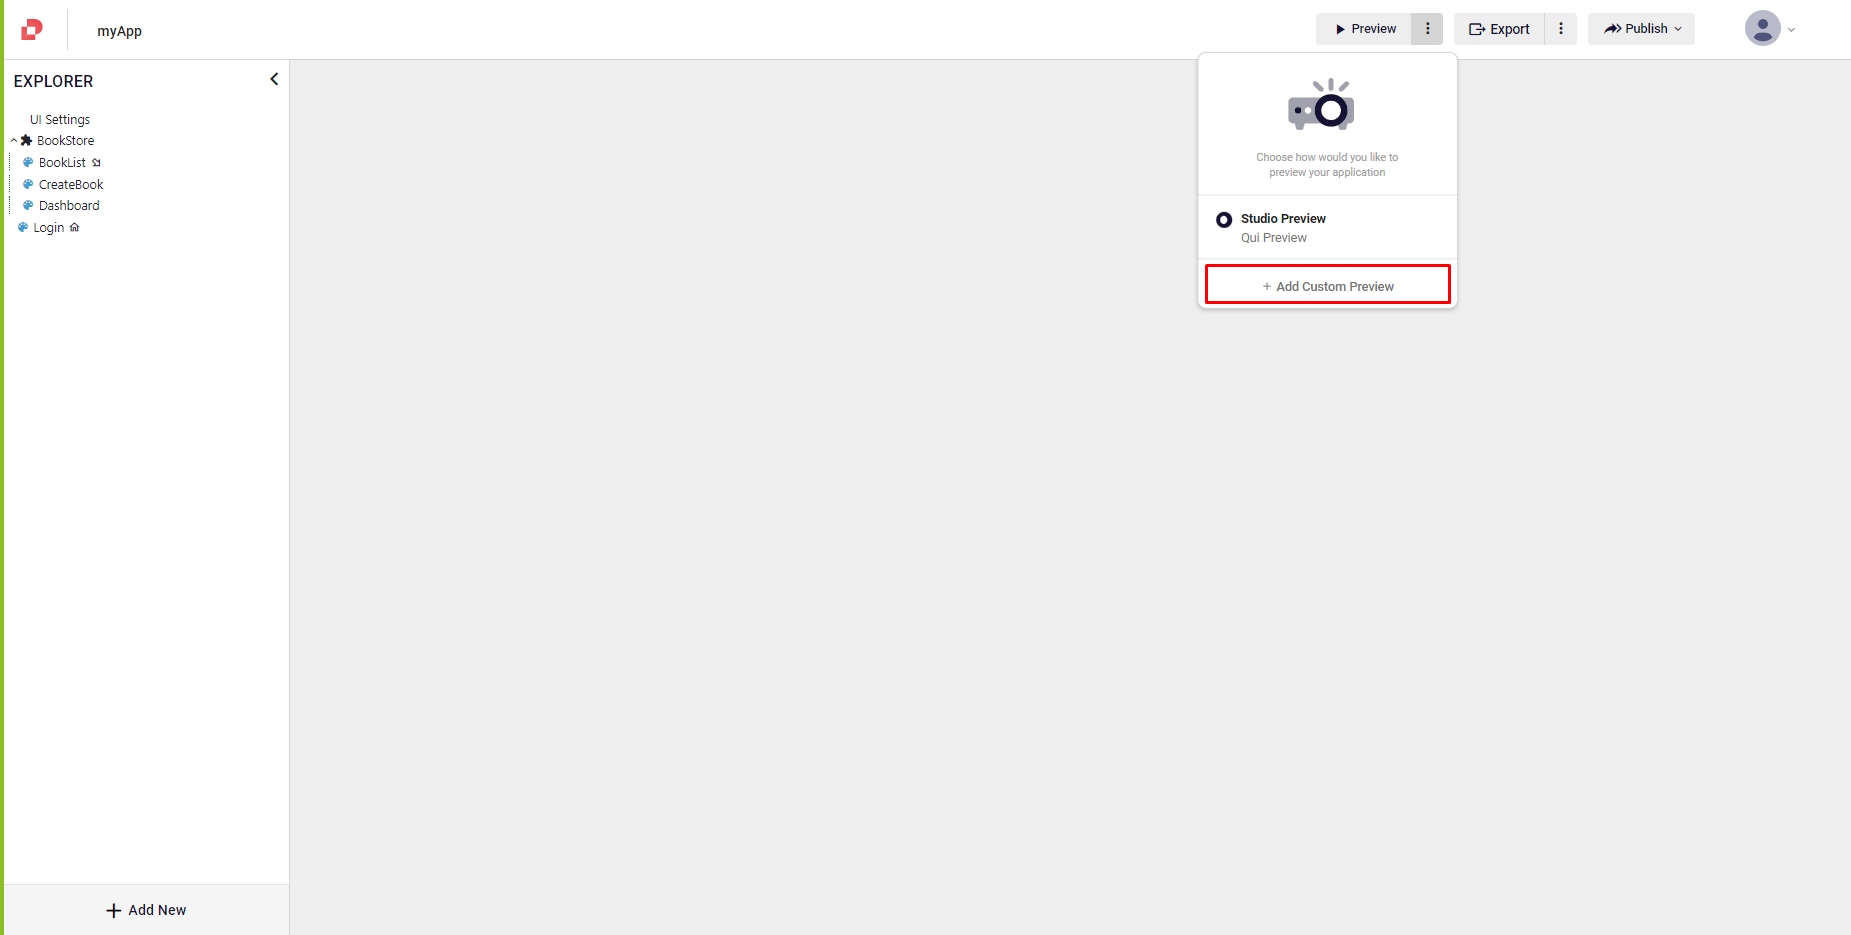 myApp
Preview
Export
Publish
EXPLORER
UI Settings
BookStore
BookList
CreateBook
Dashboard
Login
Choose how would you like to
preview your application
Studio Preview
Qui Preview
+ Add Custom Preview
+ Add New